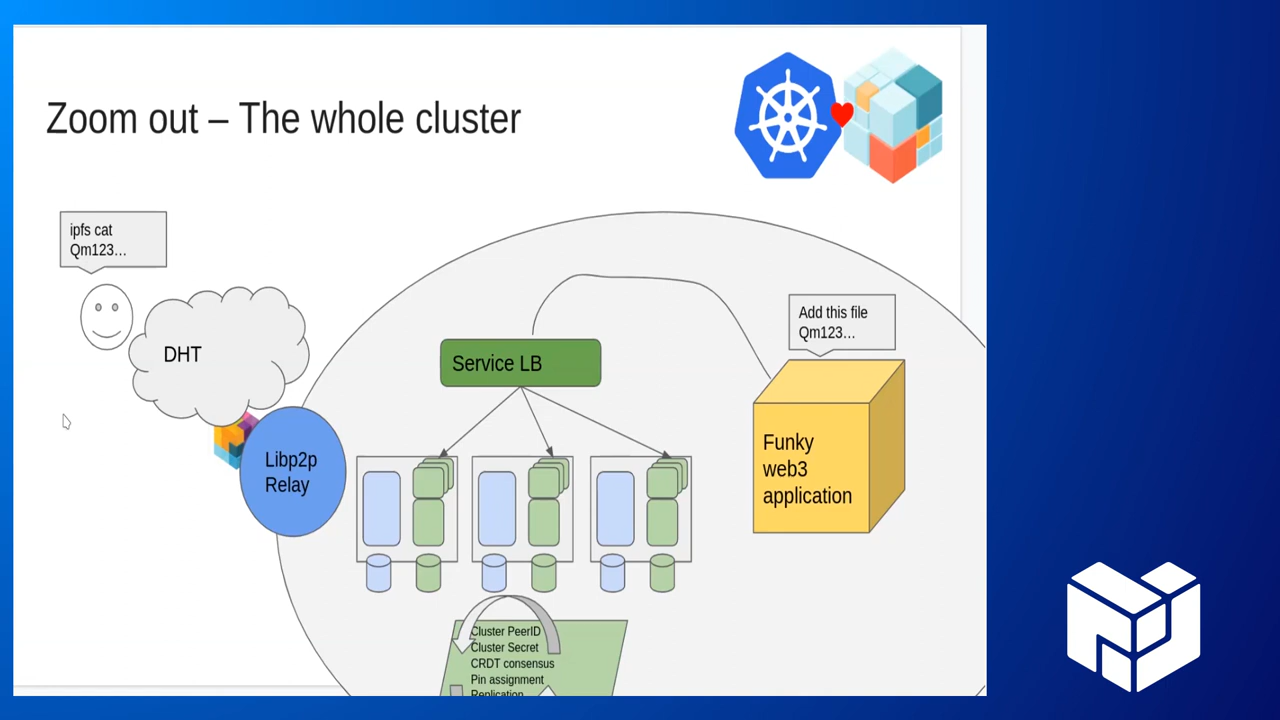 Zoom out – The whole cluster
ipfs cat
Qm123…
DHT
Add this file
Qm123…
Service LB
Libp2p
Relay
Funky
web3
application
Cluster PeerID
Cluster Secret
CRDT consensus
Pin assignment
Replication